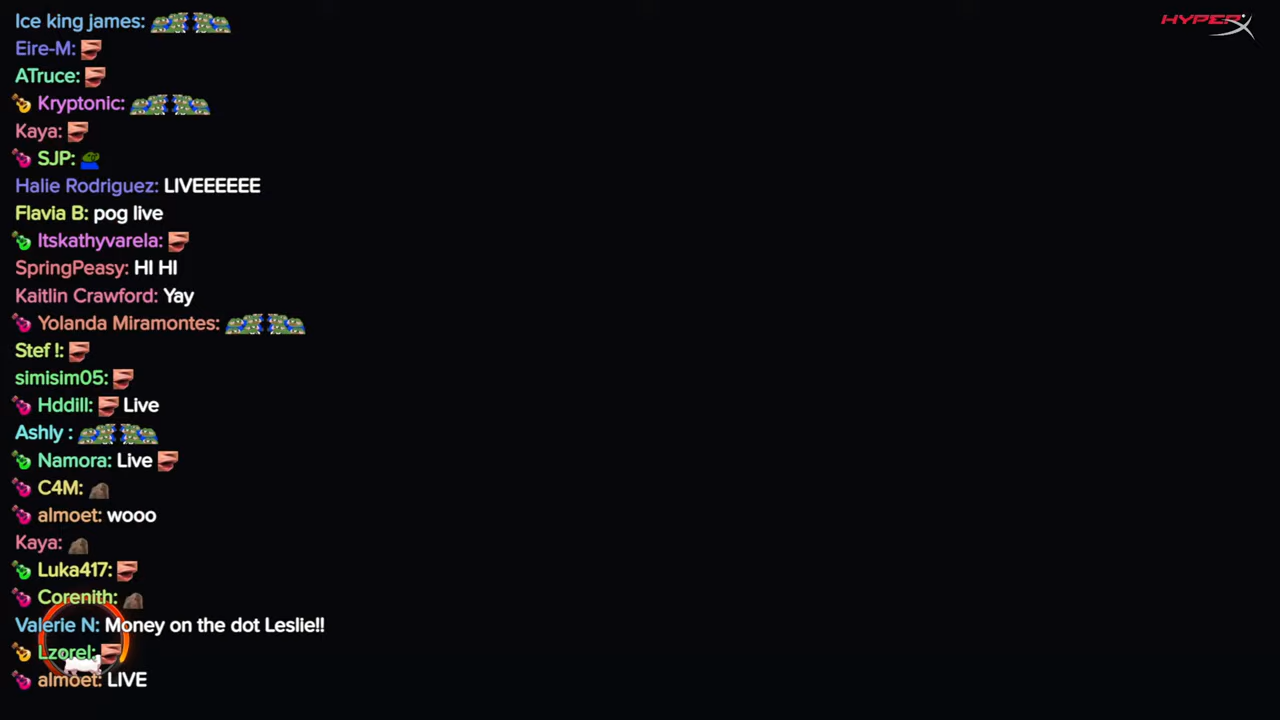 Ice king james:
HYPERX
Eire-M:
ATruce:
Kryptonic:
Kaya:
SJP:
Halie Rodriguez: LIVEEEEEE
Flavia B: pog live
Itskathyvarela:
SpringPeasy: HI HI
Kaitlin Crawford: Yay
Yolanda Miramontes:
Stef !:
simisim05:
Hddill: Live
Ashly :
Namora: Live
C4M:
almoet: wooo
Kaya:
Luka417:
Corenith:
Valerie N: Money on the dot Leslie!!
Lzorel:
almoet: LIVE